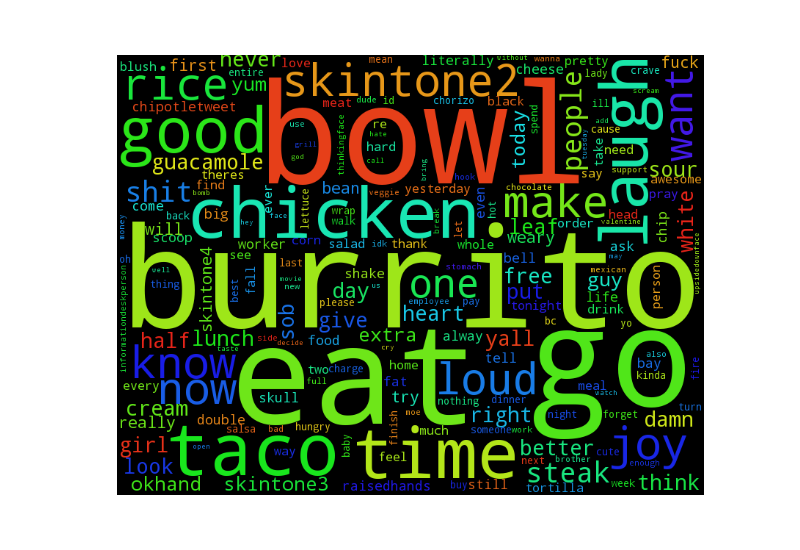 blush first never love literally mean without wanna pretty lady fuck
rice entire yum skintone2 cheese crave
chipotletweet meat dude id chorizo black ill scream laugh want
good bowl people
use re thinkingface hate hard today spend add cause tuesday
guacamole god grill call take say need support sour
theres find bomb veggie yesterday hook bring chocolate awesome
shit bean even hot make pray
come back big ever lettuce wrap walk chicken break let leaf order valentine head white
will hey face salad idk thank whole weary ask chip
money scoop worker corn
oh see last shake stomach bell free mexican may upsidedownface
well thing skintone4 best fall movie new us day one put guy life person
burrito
please employee pay tonight drink
informationdeskperson sob give heart bc yo
half lunch side decide food extra alway yall go
know taste cry tell bay also kinda fire
every now two full charge home fat eat loud dinner meal
skull try nothing night watch forget turn
cream double moe finish much right damn
really salsa bad hungry someone work
girl taco baby feel time better cute
look open way next brother steak enough joy
okhand skintone3 raisedhands buy still tortilla week think